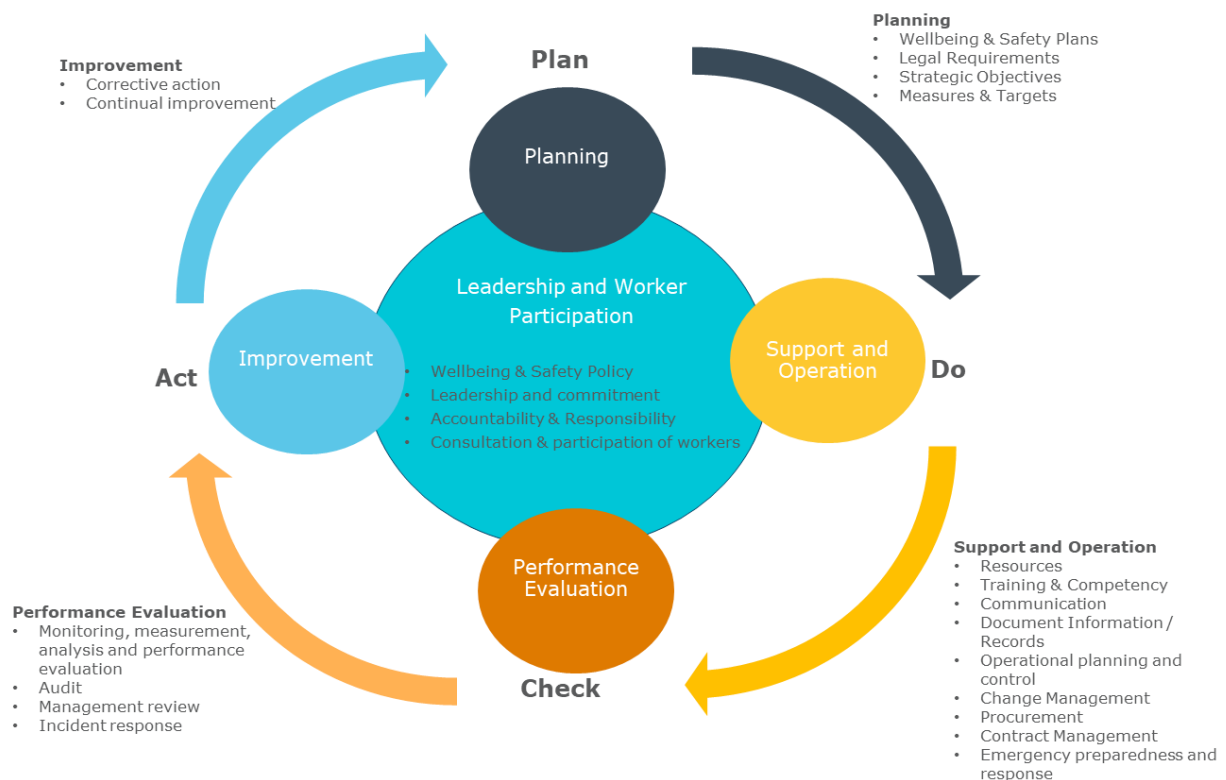 Plan
Planning
• Wellbeing & Safety Plans
• Legal Requirements
• Strategic Objectives
• Measures & Targets
Improvement
• Corrective action
• Continual improvement
Planning
Leadership and Worker
Participation
• Wellbeing & Safety Policy
• Leadership and commitment
• Accountability & Responsibility
• Consultation & participation of workers
Improvement
Act
Support and
Operation
Do
Performance
Evaluation
Check
Support and Operation
• Resources
• Training & Competency
• Communication
• Document Information /
Records
• Operational planning and
control
• Change Management
• Procurement
• Contract Management
• Emergency preparedness and
response
Performance Evaluation
• Monitoring, measurement,
analysis and performance
evaluation
• Audit
• Management review
• Incident response